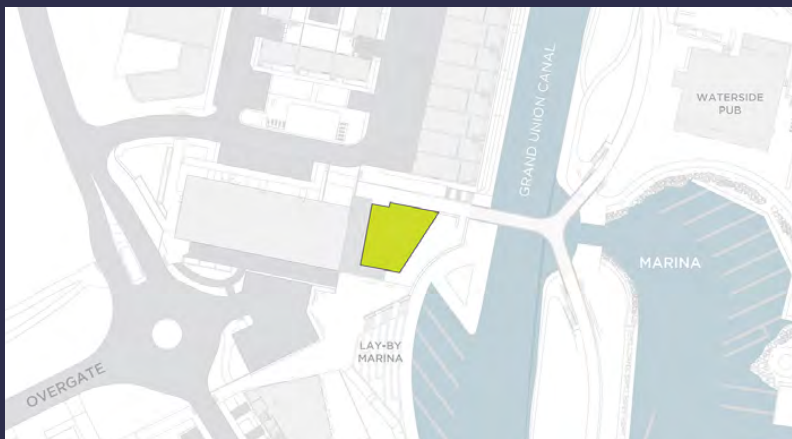 GRAND UNION CANAL
WATERSIDE
PUB
MARINA
LAY-BY
MARINA
OVERGATE